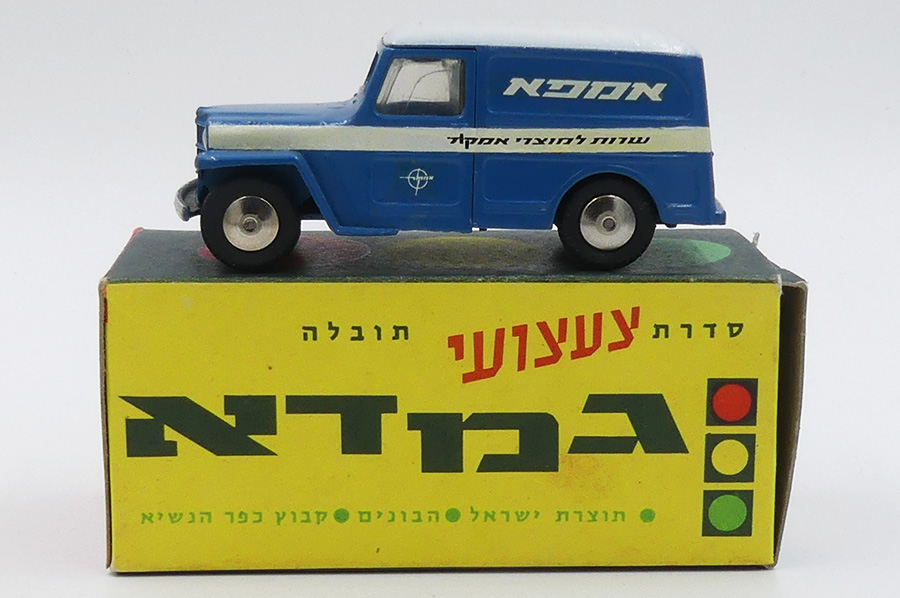 אמפא
שרות למוצרי אמקור
סדרת צעצועי תובלה
גמדא
תוצרת ישראל ● הבונים ● קבוץ כפר הנשיא ●